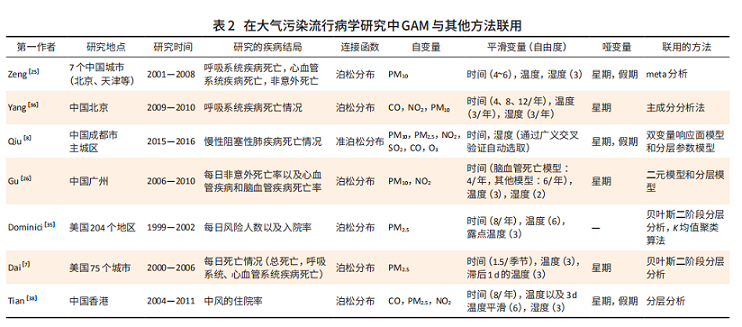 表 2 在大气污染流行病学研究中 GAM 与其他方法联用
第一作者 研究地点 研究时间 研究的疾病结局 连接函数 自变量 平滑变量（自由度） 哑变量 联用的方法
Zeng [25] 7 个中国城市（北京、天津等） 2001—2008 呼吸系统疾病死亡，心血管系统疾病死亡，非意外死亡 泊松分布 PM10 时间（4~6），温度，湿度（3） 星期，假期 meta 分析
Yang [36] 中国北京 2009—2010 呼吸系统疾病死亡情况 泊松分布 CO，NO2，PM10 时间（4、8、12/年），温度（3/年），湿度（3/年） 星期 主成分分析法
Qiu [8] 中国成都市主城区 2015—2016 慢性阻塞性肺疾病死亡情况 准泊松分布 PM10，PM2.5，NO2，SO2，CO，O3 时间，湿度（通过广义交叉验证自动选取） 星期，假期 双变量响应面模型和分层参数模型
Gu [26] 中国广州 2006—2010 每日非意外死亡率以及心血管疾病和脑血管疾病死亡率 泊松分布 PM10，NO2 时间（脑血管死亡模型：4/年，其他模型：6/年），温度（3），湿度（2） 星期 二元模型和分层模型
Dominici [35] 美国 204 个地区 1999—2002 每日风险人数以及入院率 泊松分布 PM2.5 时间（8/年），温度（6），露点温度（3） — 贝叶斯二阶段分层分析，K 均值聚类算法
Dai [7] 美国 75 个城市 2000—2006 每日死亡情况（总死亡，呼吸系统、心血管系统疾病死亡） 泊松分布 PM2.5 时间（1.5/季节），温度（3），滞后 1 d 的温度（3） 星期 贝叶斯二阶段分层分析
Tian [38] 中国香港 2004—2011 中风的住院率 泊松分布 CO，PM2.5，NO2 时间（8/年），温度以及 3 d 温度平滑（6），湿度（3） 星期，假期 分层分析